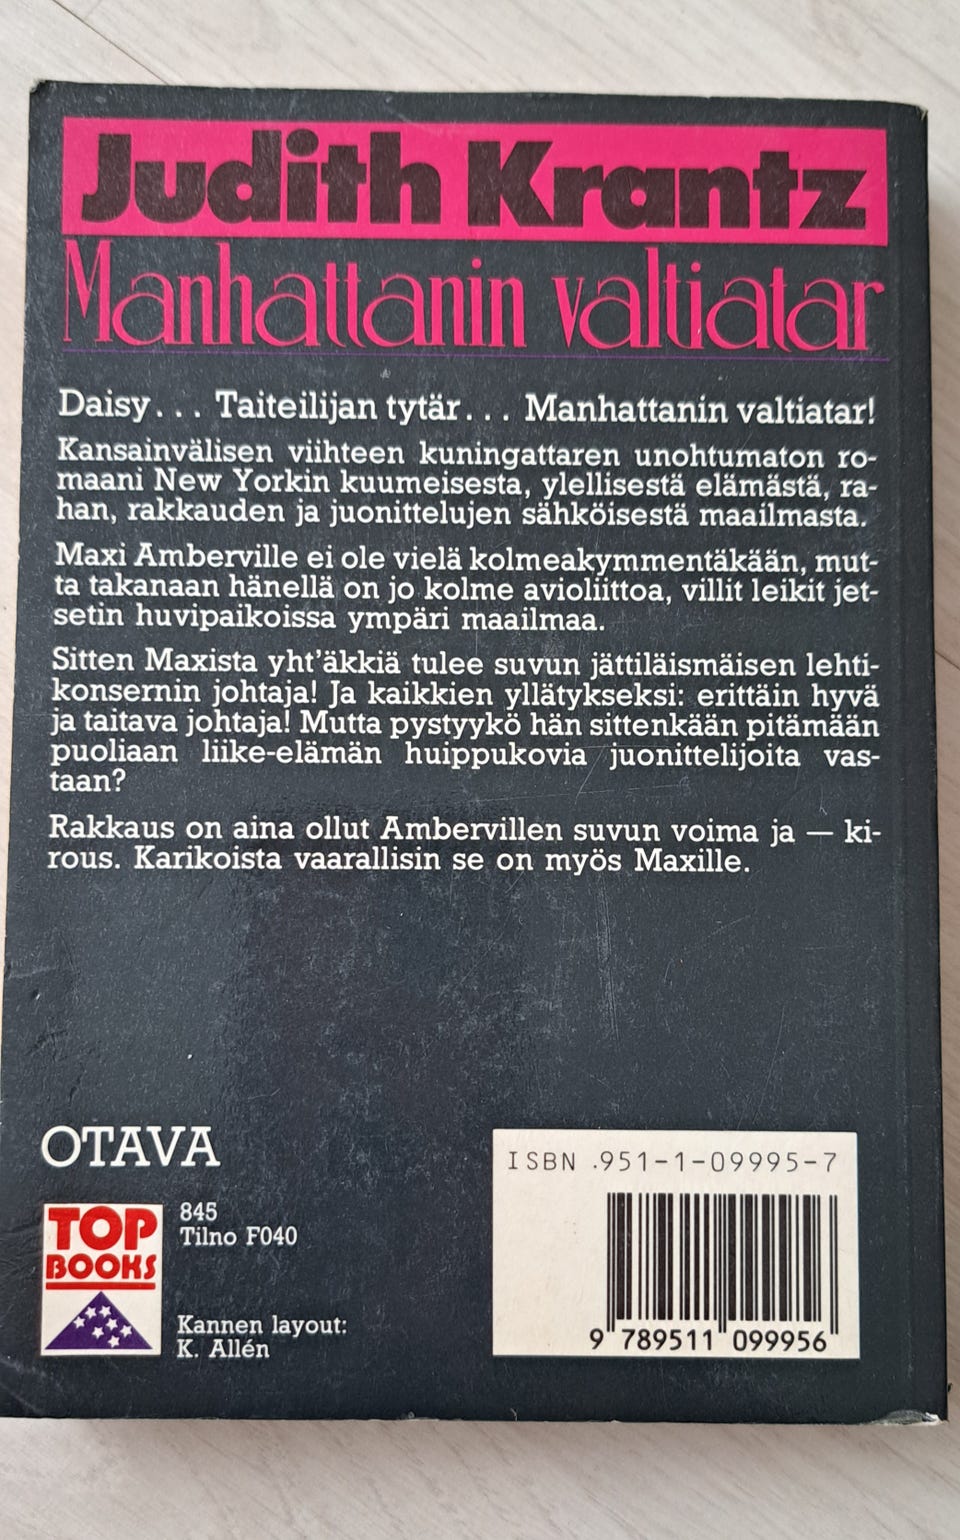 Judith Krantz
Manhattanin valtiatar
Daisy... Taiteilijan tytär... Manhattanin valtiatar!
Kansainvälisen viihteen kuningattaren unohtumaton ro-
maani New Yorkin kuumeisesta, ylellisestä elämästä, ra-
han, rakkauden ja juonittelujen sähköisestä maailmasta.
Maxi Amberville ei ole vielä kolmeakymmentäkään, mut-
ta takanaan hänellä on jo kolme avioliittoa, villit leikit jet-
setin huvipaikoissa ympäri maailmaa.
Sitten Maxista yht'äkkiä tulee suvun jättiläismäisen lehti-
konsernin johtaja! Ja kaikkien yllätykseksi: erittäin hyvä
ja taitava johtaja! Mutta pystyykö hän sittenkään pitämään
puoliaan liike-elämän huippukovia juonittelijoita vas-
taan?
Rakkaus on aina ollut Ambervillen suvun voima ja — ki-
rous. Karikoista vaarallisin se on myös Maxille.
OTAVA
TOP
BOOKS
845
Tilno F040
Kannen layout:
K. Allén
ISBN .951-1-09995-7
9 789511 099956